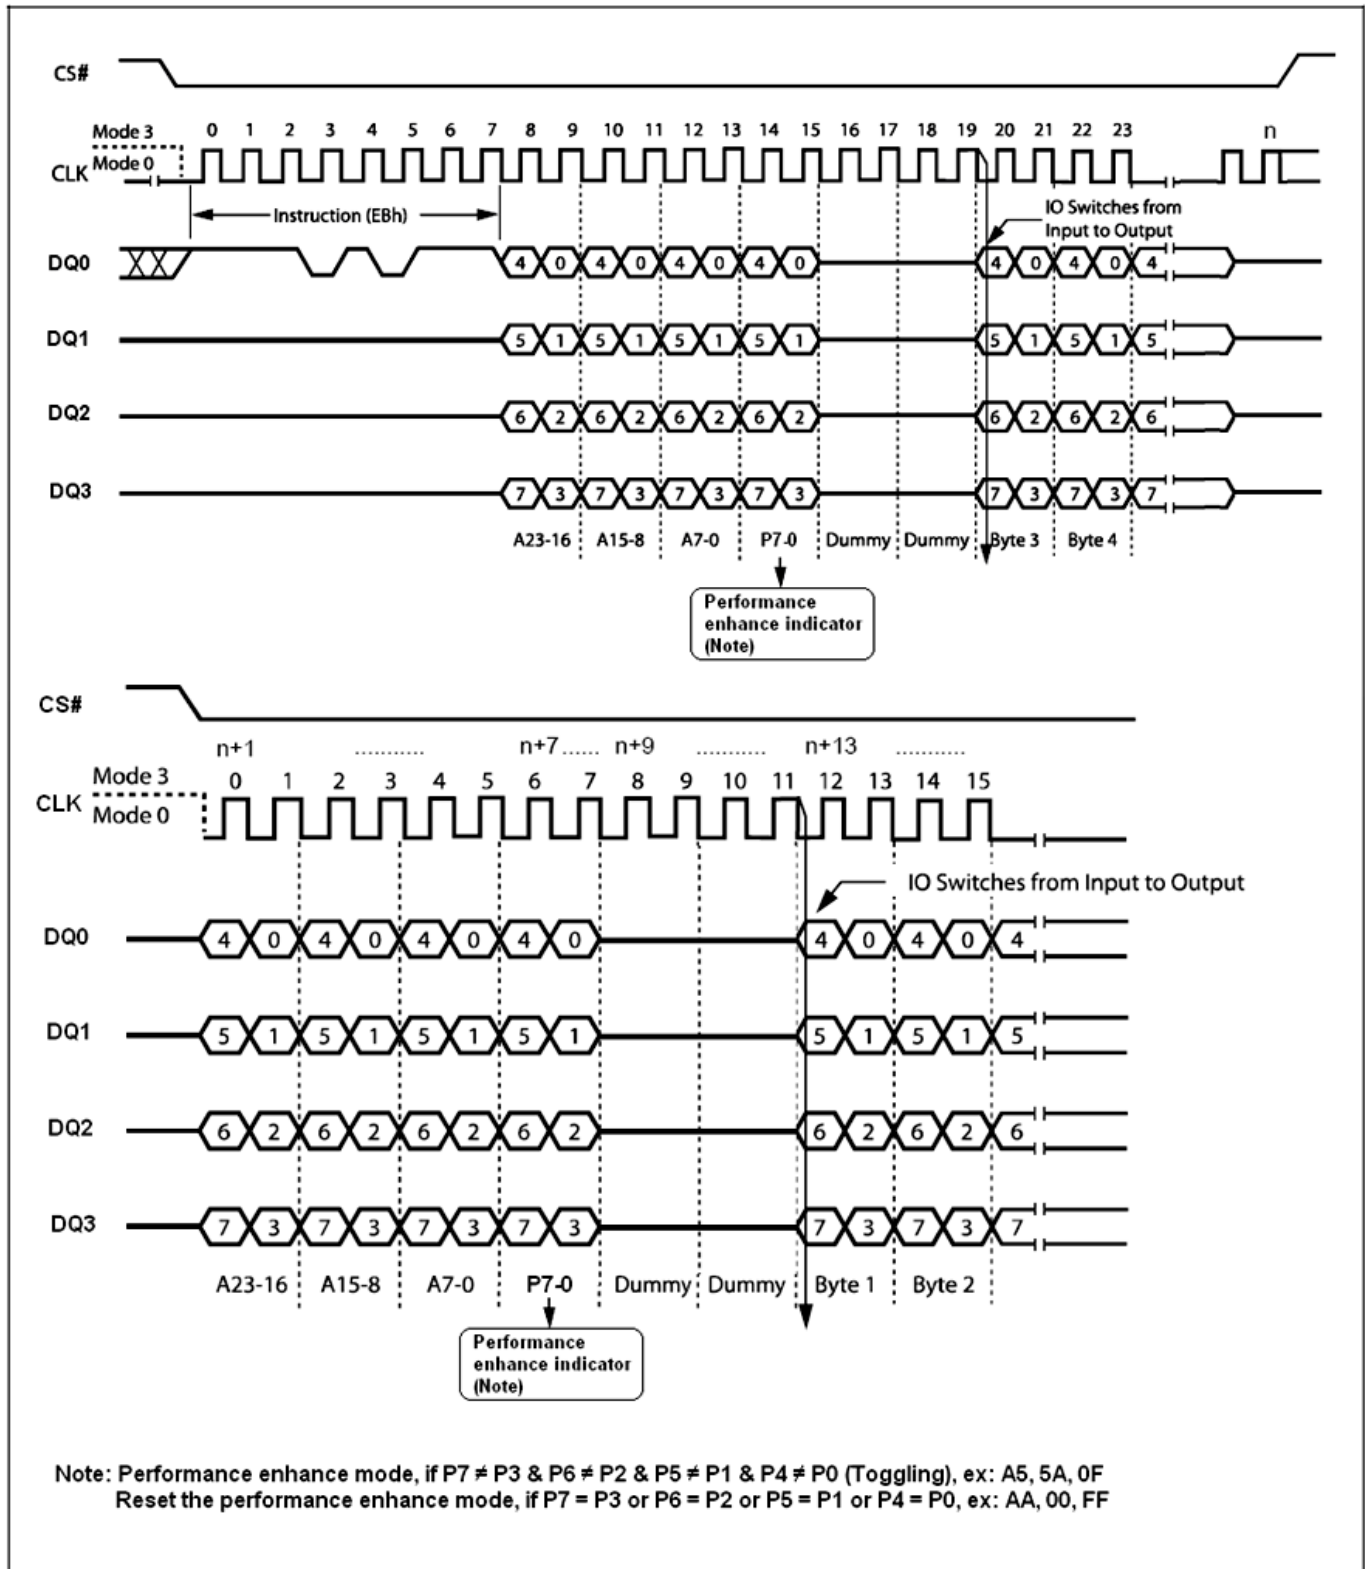 CS#
Mode 3
0 1 2 3 4 5 6 7 8 9 10 11 12 13 14 15 16 17 18 19 20 21 22 23 n
CLK Mode 0
Instruction (EBh)
IO Switches from
Input to Output
DQ0 4 0 4 0 4 0 4 0 4 0 4 0 4
DQ1 5 1 5 1 5 1 5 1 5 1 5 1 5
DQ2 6 2 6 2 6 2 6 2 6 2 6 2 6
DQ3 7 3 7 3 7 3 7 3 7 3 7 3 7
A23-16 A15-8 A7-0 P7-0 Dummy Dummy Byte 3 Byte 4
Performance
enhance indicator
(Note)
CS#
n+1 ........... n+7...... n+9 ........... n+13 ...........
Mode 3 0 1 2 3 4 5 6 7 8 9 10 11 12 13 14 15
CLK
Mode 0
IO Switches from Input to Output
DQ0 4 0 4 0 4 0 4 0 4 0 4 0 4
DQ1 5 1 5 1 5 1 5 1 5 1 5 1 5
DQ2 6 2 6 2 6 2 6 2 6 2 6 2 6
DQ3 7 3 7 3 7 3 7 3 7 3 7 3 7
A23-16 A15-8 A7-0 P7-0 Dummy Dummy Byte 1 Byte 2
Performance
enhance indicator
(Note)
Note: Performance enhance mode, if P7 ≠ P3 & P6 ≠ P2 & P5 ≠ P1 & P4 ≠ P0 (Toggling), ex: A5, 5A, 0F
Reset the performance enhance mode, if P7 = P3 or P6 = P2 or P5 = P1 or P4 = P0, ex: AA, 00, FF